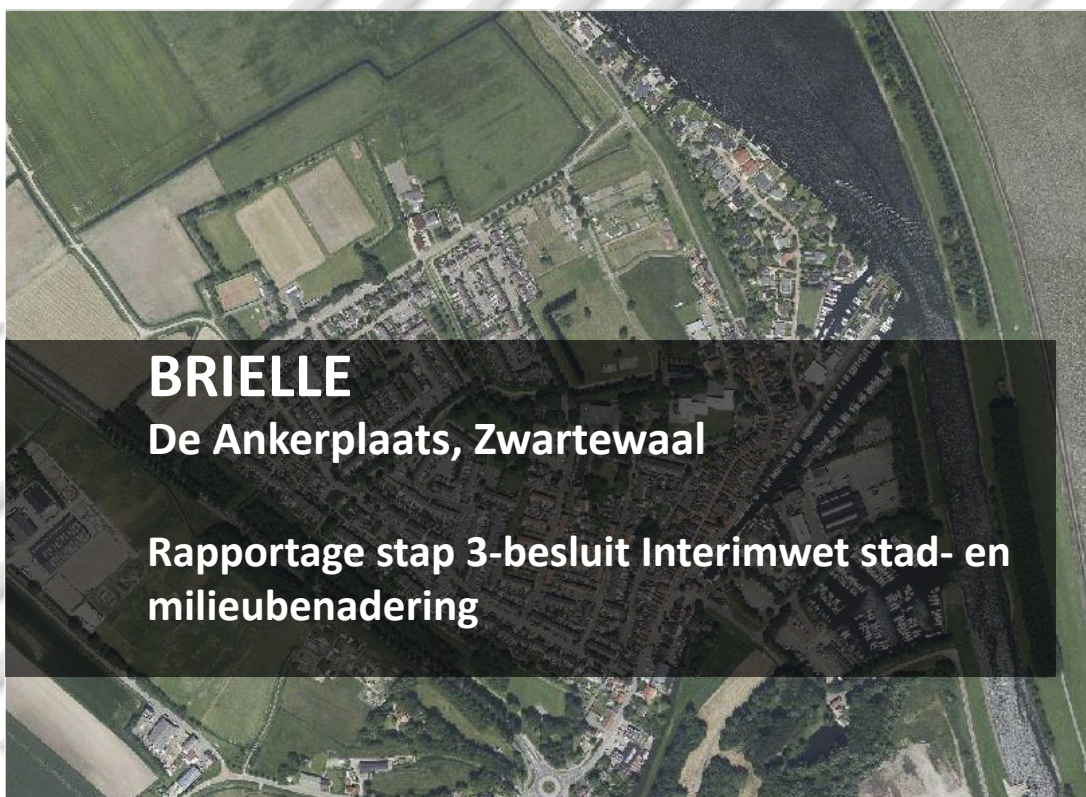 BRIELLE
De Ankerplaats, Zwartewaal
Rapportage stap 3-besluit Interimwet stad- en
milieubenadering